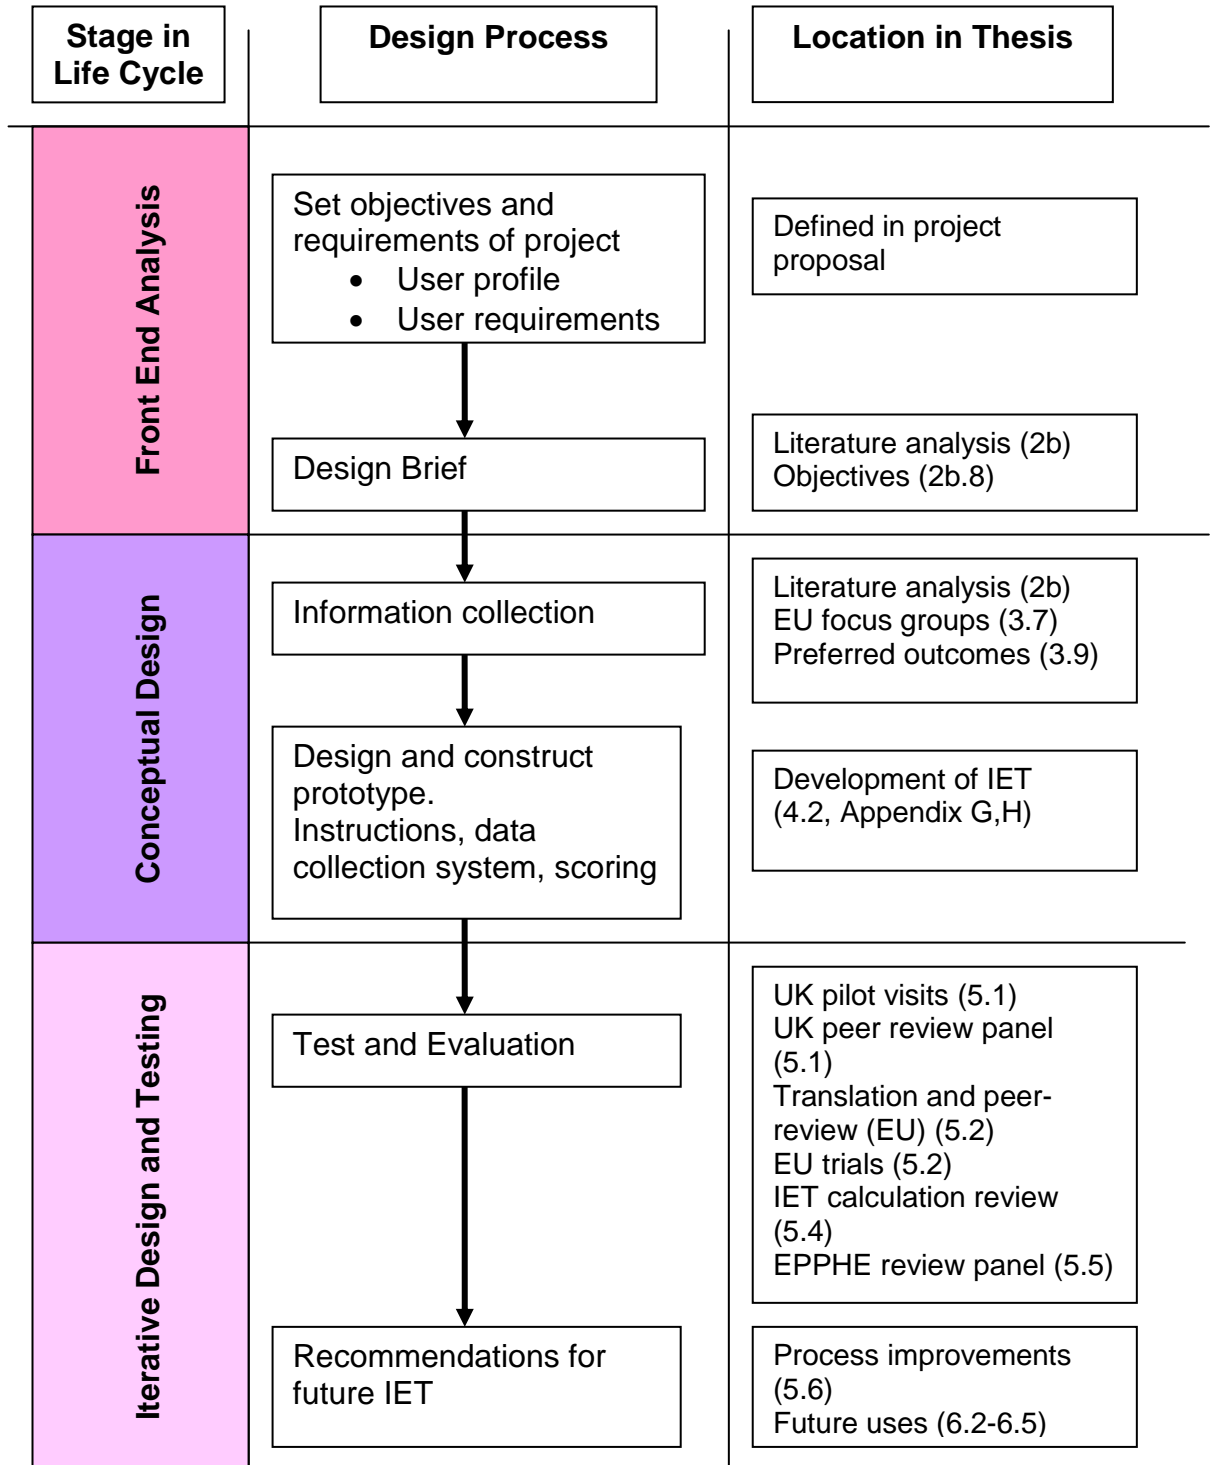 Stage in
Life Cycle
Design Process
Location in Thesis
Front End Analysis
Set objectives and
requirements of project
• User profile
• User requirements
Defined in project
proposal
Design Brief
Literature analysis (2b)
Objectives (2b.8)
Conceptual Design
Information collection
Literature analysis (2b)
EU focus groups (3.7)
Preferred outcomes (3.9)
Design and construct
prototype.
Instructions, data
collection system, scoring
Development of IET
(4.2, Appendix G,H)
Iterative Design and Testing
Test and Evaluation
UK pilot visits (5.1)
UK peer review panel
(5.1)
Translation and peer-
review (EU) (5.2)
EU trials (5.2)
IET calculation review
(5.4)
EPPHE review panel (5.5)
Recommendations for
future IET
Process improvements
(5.6)
Future uses (6.2-6.5)